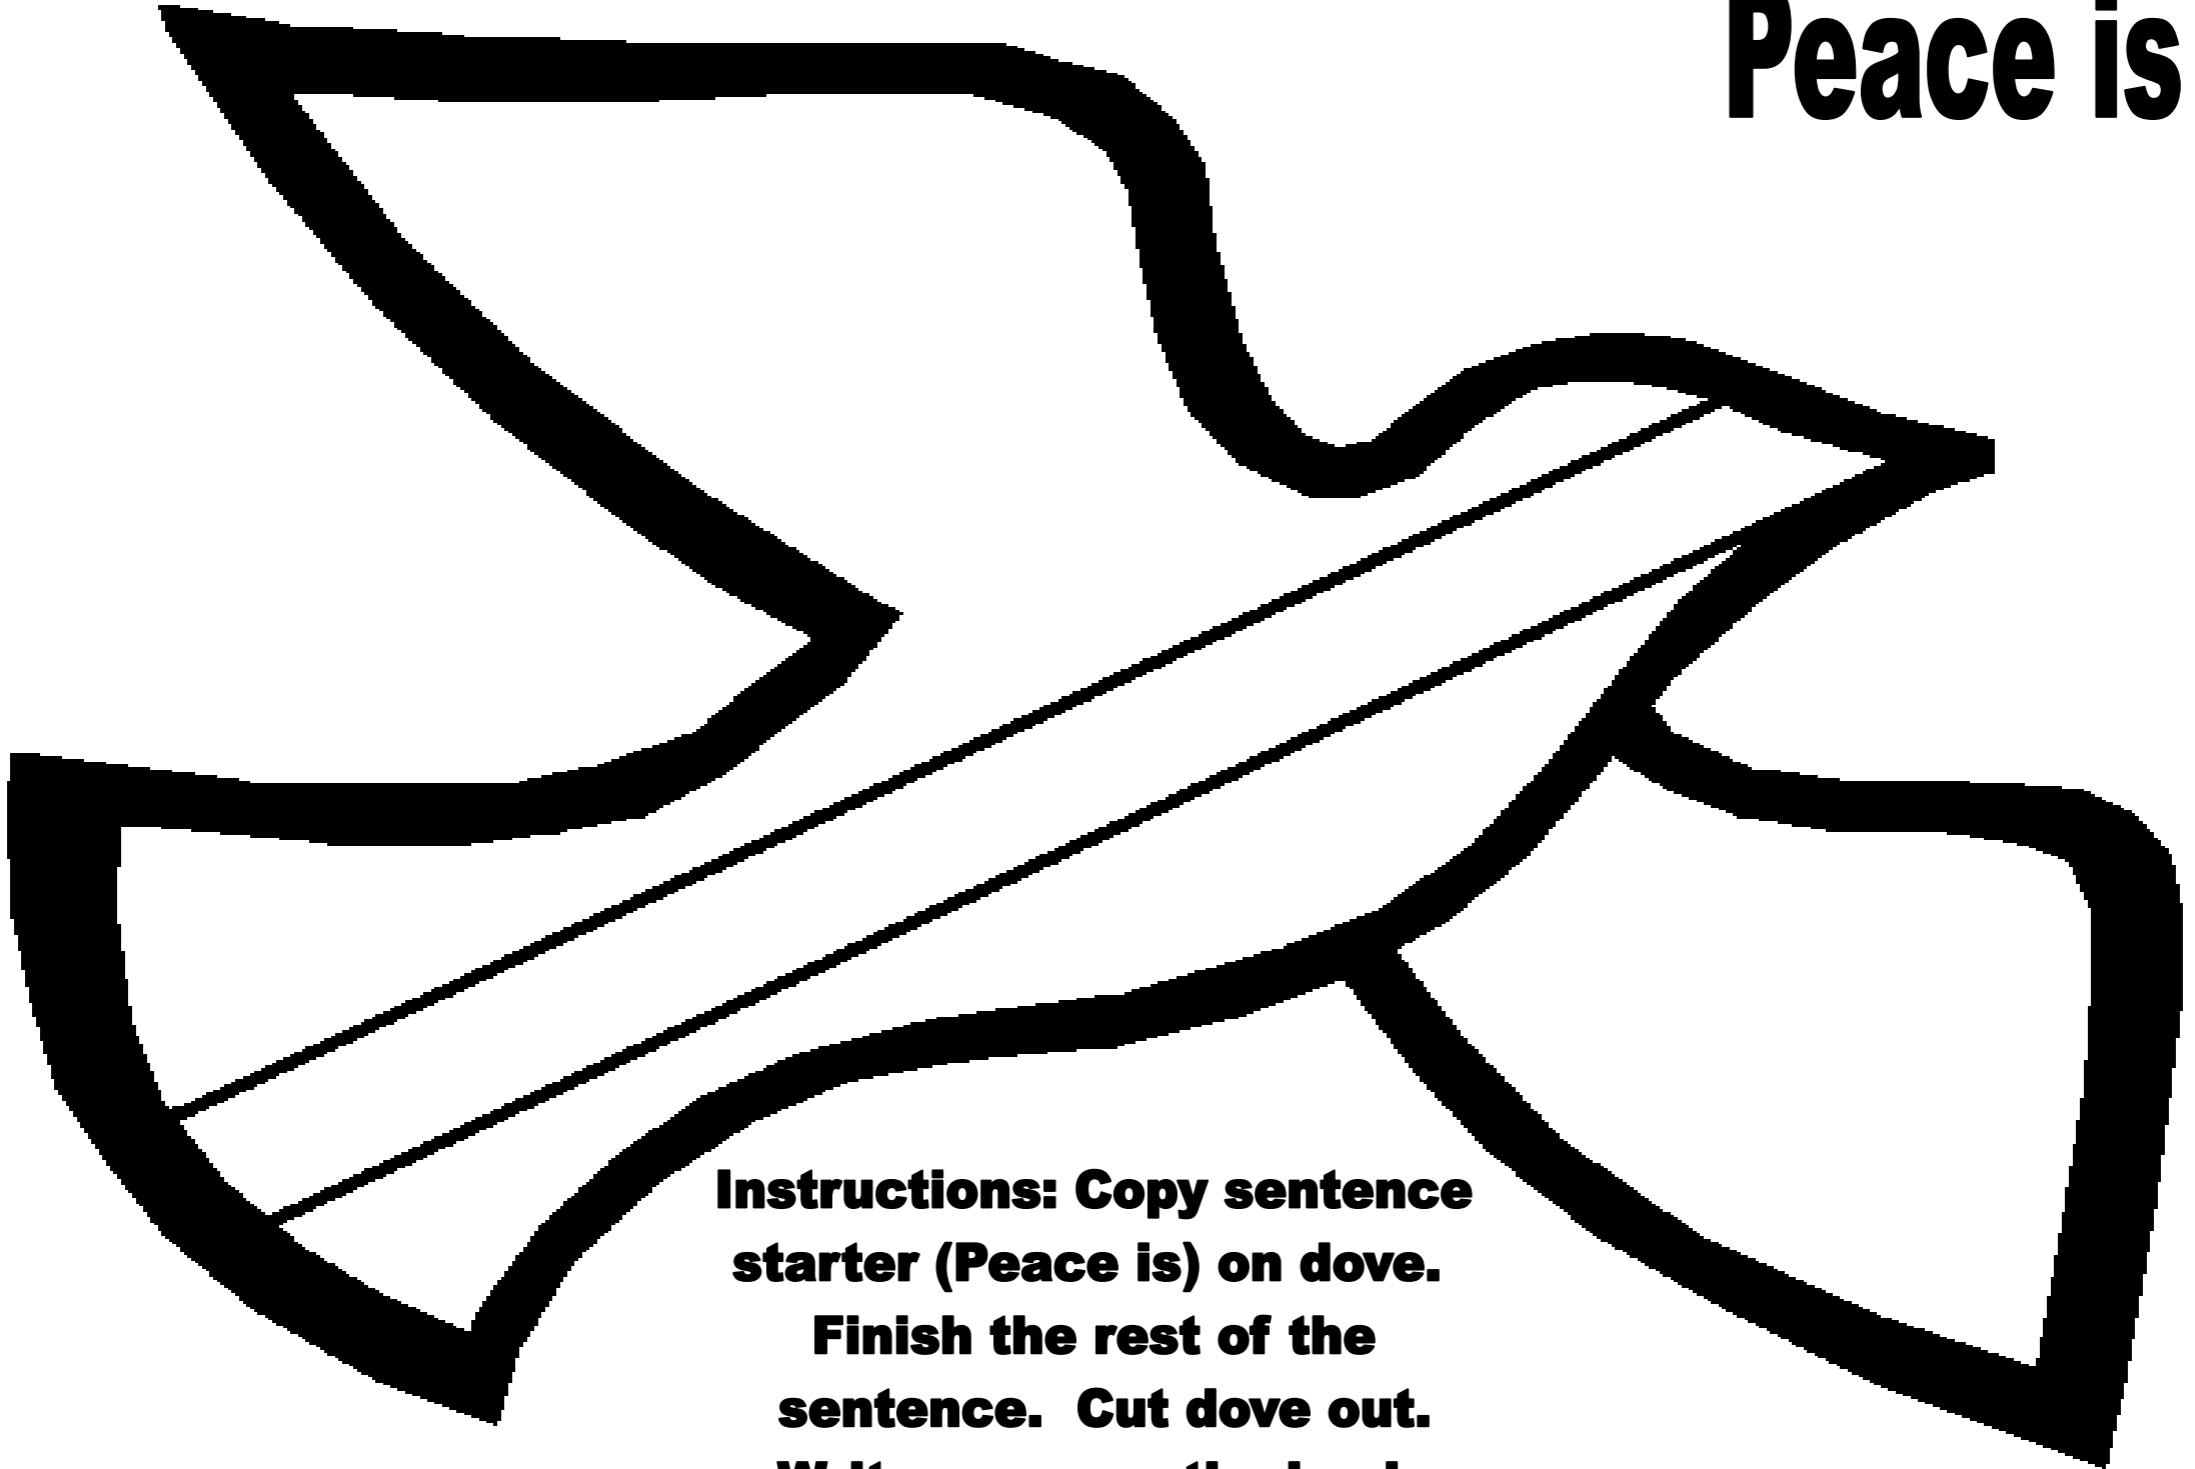 Peace is
Instructions: Copy sentence
starter (Peace is) on dove.
Finish the rest of the
sentence.  Cut dove out.